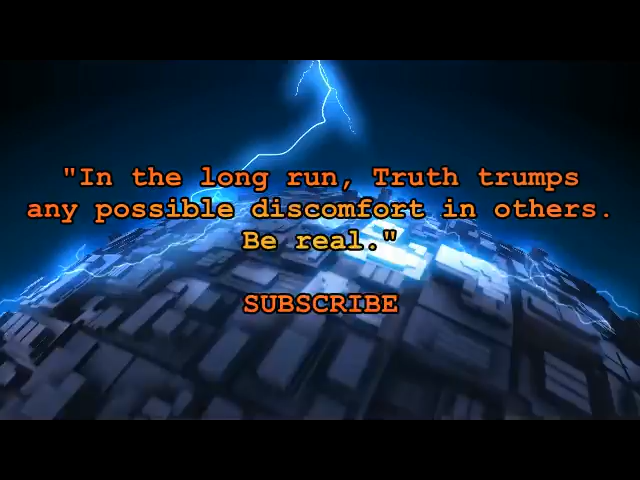 "In the long run, Truth trumps
any possible discomfort in others.
Be real."
SUBSCRIBE